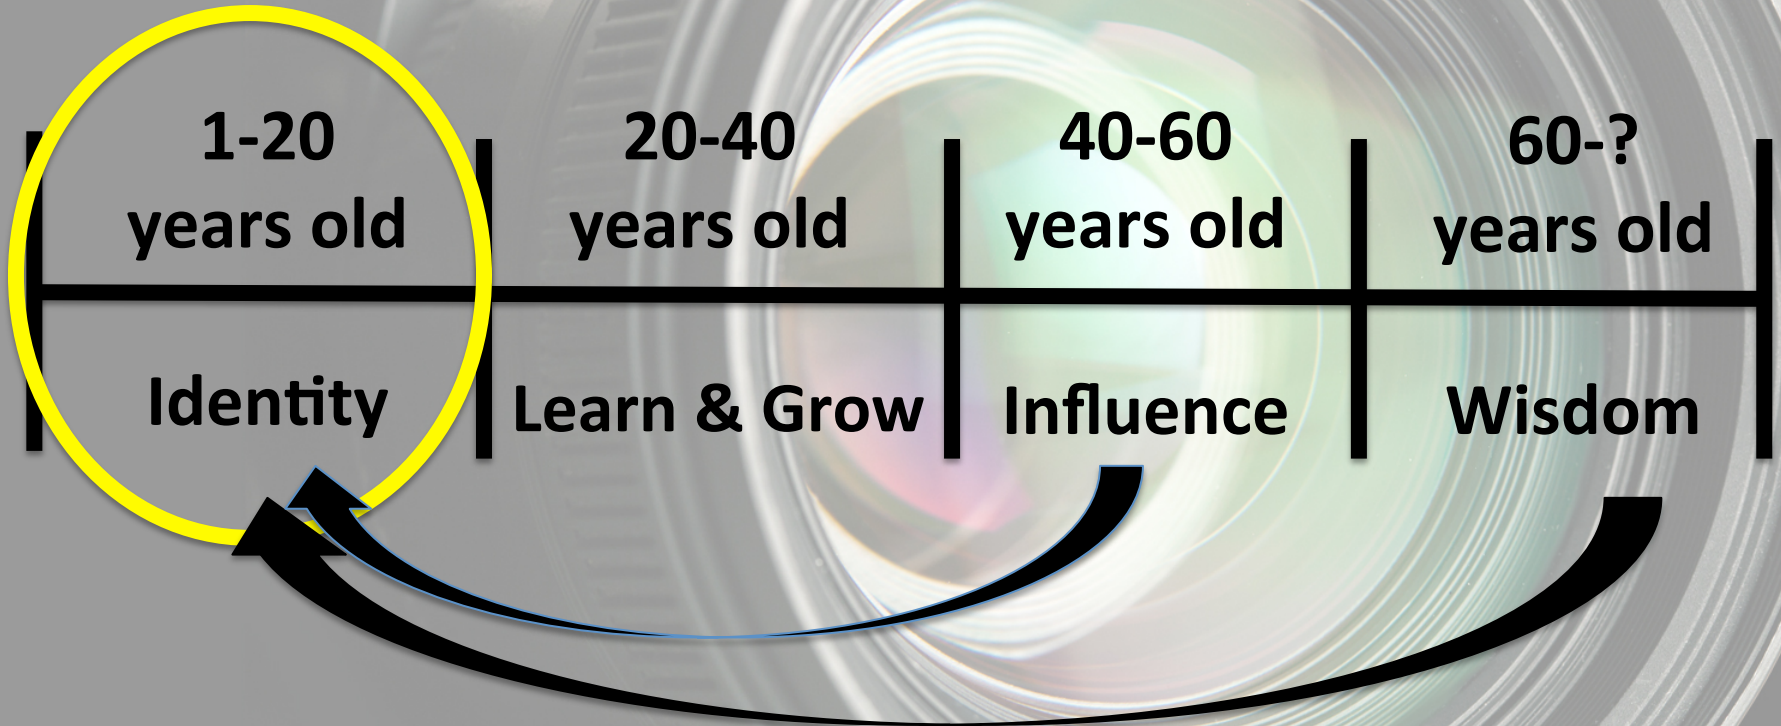 1-20
years old
20-40
years old
40-60
years old
60-?
years old
Identity
Learn & Grow
Influence
Wisdom